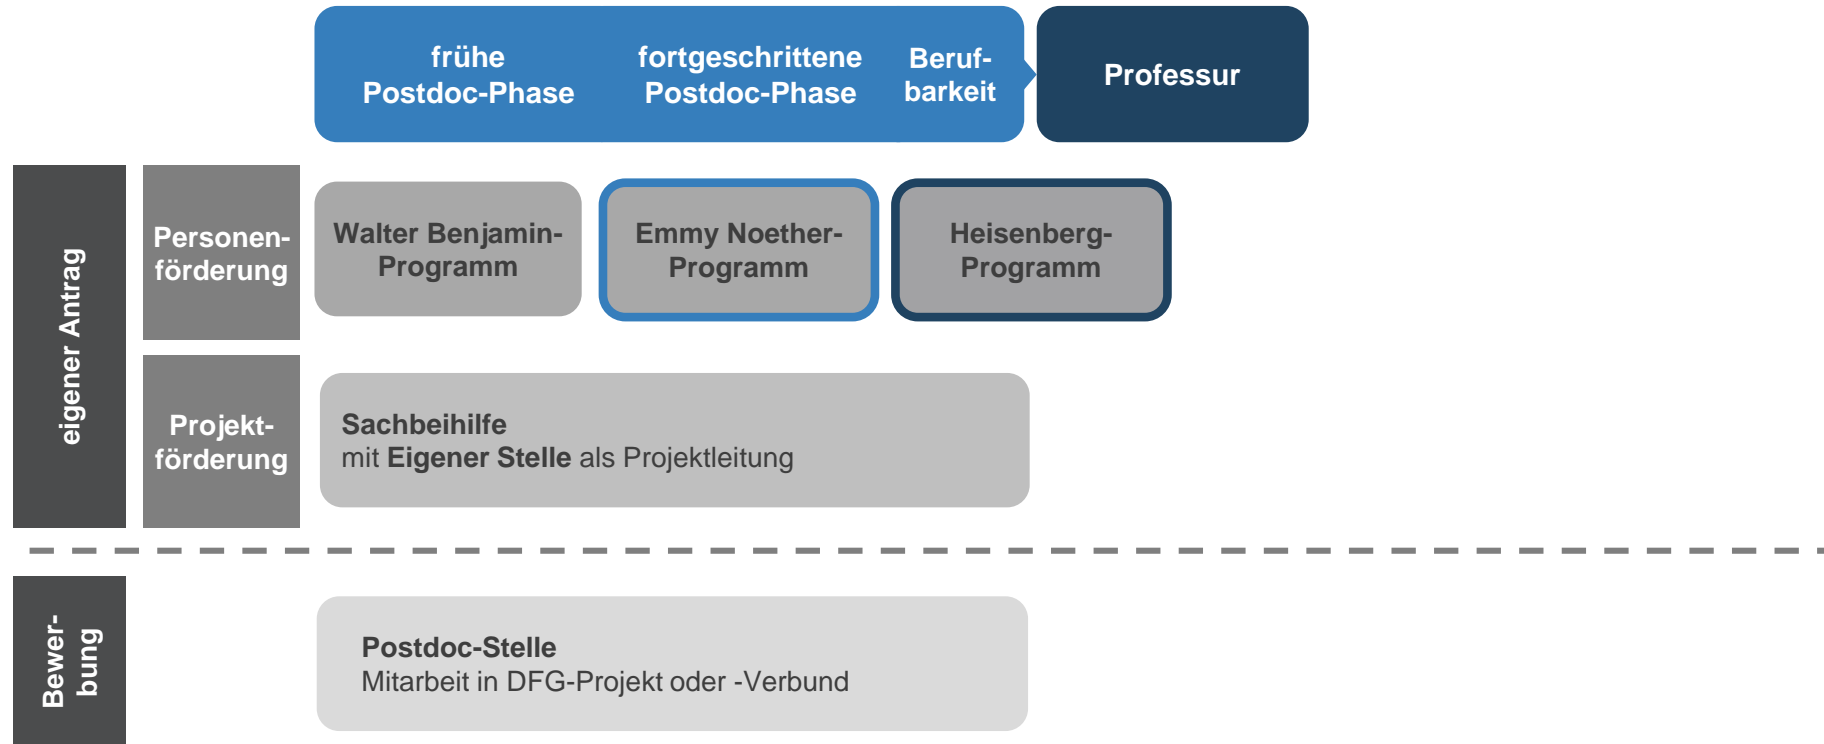 frühe
Postdoc-Phase
fortgeschrittene
Postdoc-Phase
Beruf-
barkeit
Professur
eigener Antrag
Personen-
förderung
Walter Benjamin-
Programm
Emmy Noether-
Programm
Heisenberg-
Programm
Projekt-
förderung
Sachbeihilfe
mit Eigener Stelle als Projektleitung
Bewer-
bung
Postdoc-Stelle
Mitarbeit in DFG-Projekt oder -Verbund